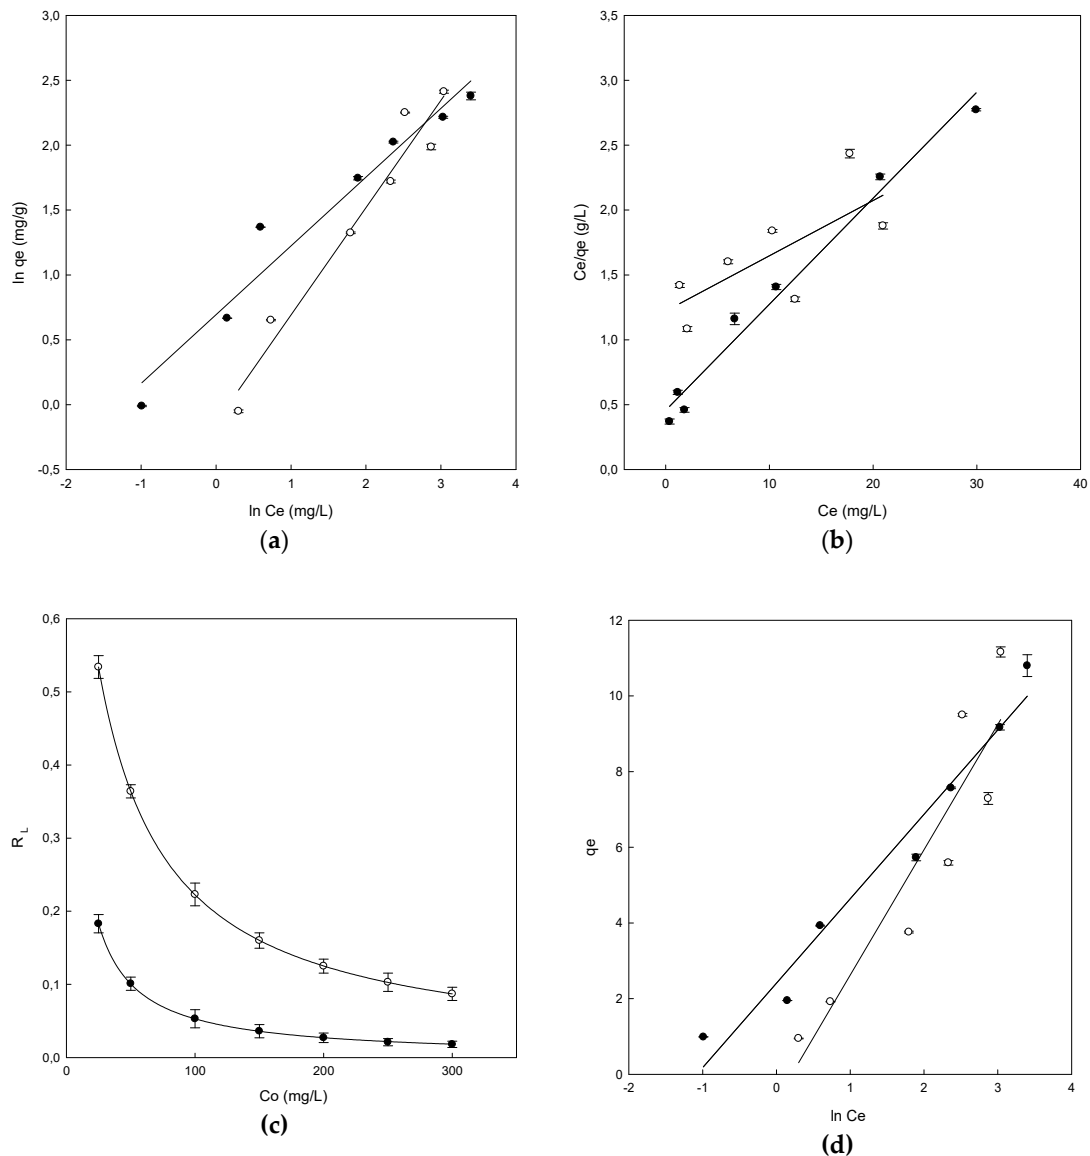 3,0
2,5
2,0
1,5
1,0
0,5
0,0
-0,5
ln qe (mg/g)
-2 -1 0 1 2 3 4
ln Ce (mg/L)
(a)
3,5
3,0
2,5
2,0
1,5
1,0
0,5
0,0
Ce/qe (g/L)
0 10 20 30 40
Ce (mg/L)
(b)
0,6
0,5
0,4
0,3
0,2
0,1
0,0
R L
0 100 200 300
Co (mg/L)
(c)
12
10
8
6
4
2
0
qe
-2 -1 0 1 2 3 4
ln Ce
(d)